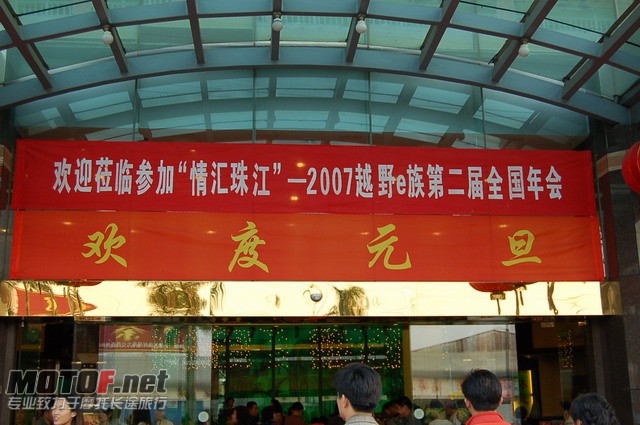 欢迎莅临参加“情汇珠江”—2007越野e族第二届全国年会
欢度元旦
MOTOF.net
专业致力于摩托长途旅行